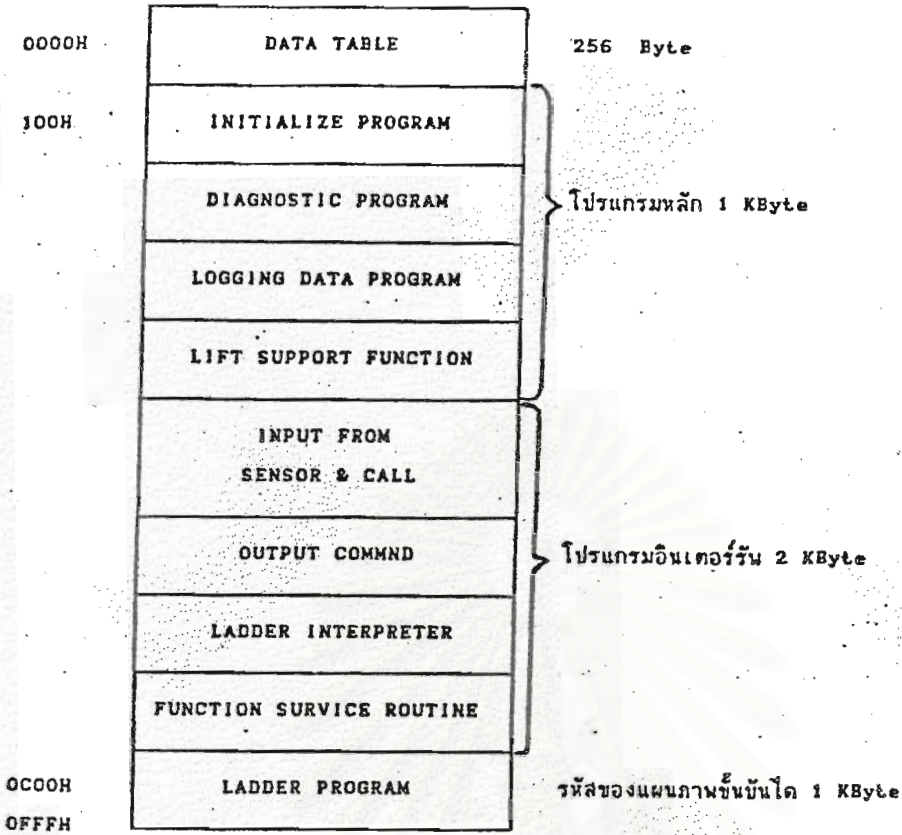 0000H DATA TABLE 256 Byte
100H INITIALIZE PROGRAM
DIAGNOSTIC PROGRAM โปรแกรมหลัก 1 KByte
LOGGING DATA PROGRAM
LIFT SUPPORT FUNCTION
INPUT FROM
SENSOR & CALL
OUTPUT COMMND โปรแกรมอินเตอร์รัน 2 KByte
LADDER INTERPRETER
FUNCTION SURVICE ROUTINE
0C00H LADDER PROGRAM รหัสของแผนภาพขั้นบันได 1 KByte
0FFFH